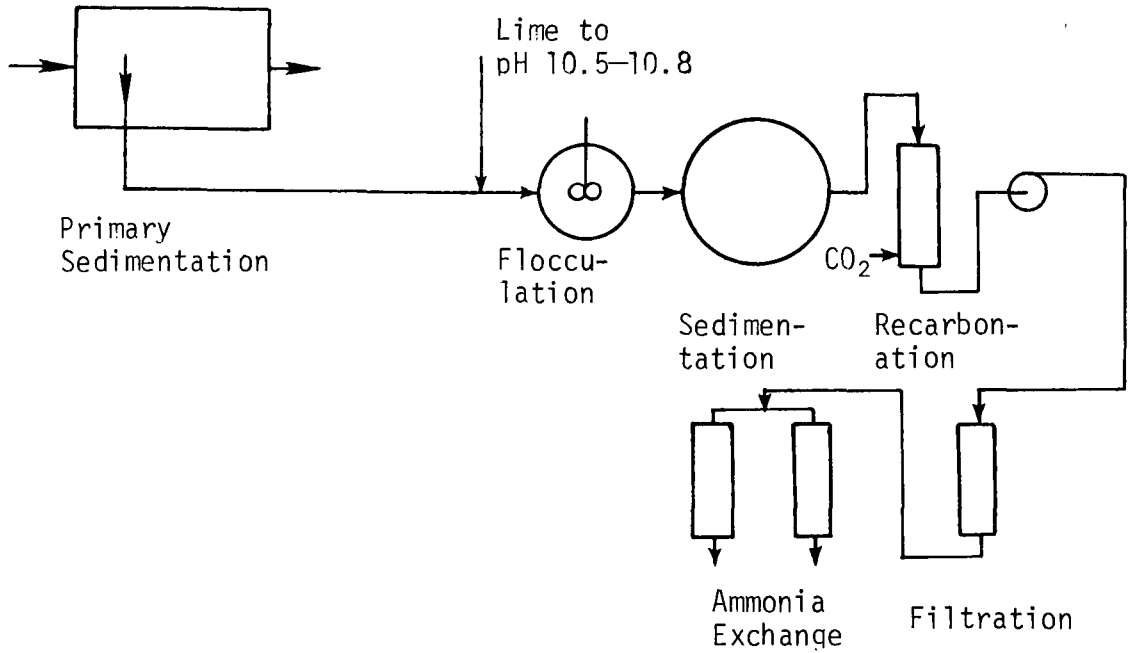 Lime to
pH 10.5—10.8
Primary
Sedimentation
Floccu-
lation
CO₂
Sedimen-
tation
Recarbon-
ation
Ammonia
Exchange
Filtration